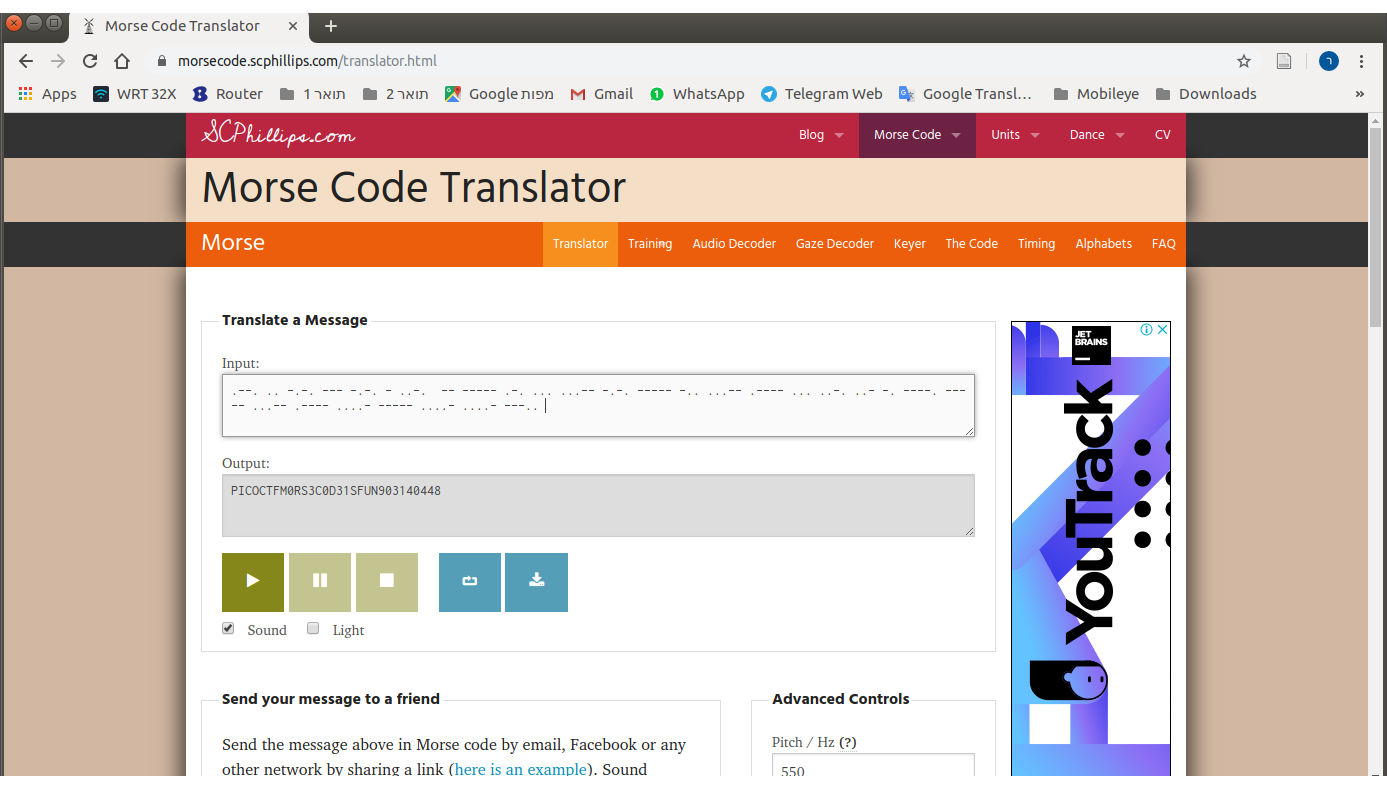 Morse Code Translator
morsecode.scphillips.com/translator.html
Apps WRT 32X Router תואר 1 תואר 2 מפות Google Gmail WhatsApp Telegram Web Google Transl... Mobileye Downloads »
SCPhillips.com Blog Morse Code Units Dance CV
Morse Code Translator
Morse Translator Training Audio Decoder Gaze Decoder Keyer The Code Timing Alphabets FAQ
Translate a Message
Input:
.--. .. -.-. --- -.-. - ..-. -- ----- .-. ... ...-- -.-. ----- -.. ...-- .---- ... ..-. ..- -. ----. ---
-- ...-- .---- ....- ----- ....- ....- ---..
Output:
PICOCTFM0RS3C0D31SFUN903140448
Sound Light
JET
BRAINS
YouTrack
Send your message to a friend
Send the message above in Morse code by email, Facebook or any
other network by sharing a link (here is an example). Sound
Advanced Controls
Pitch / Hz (?)
550